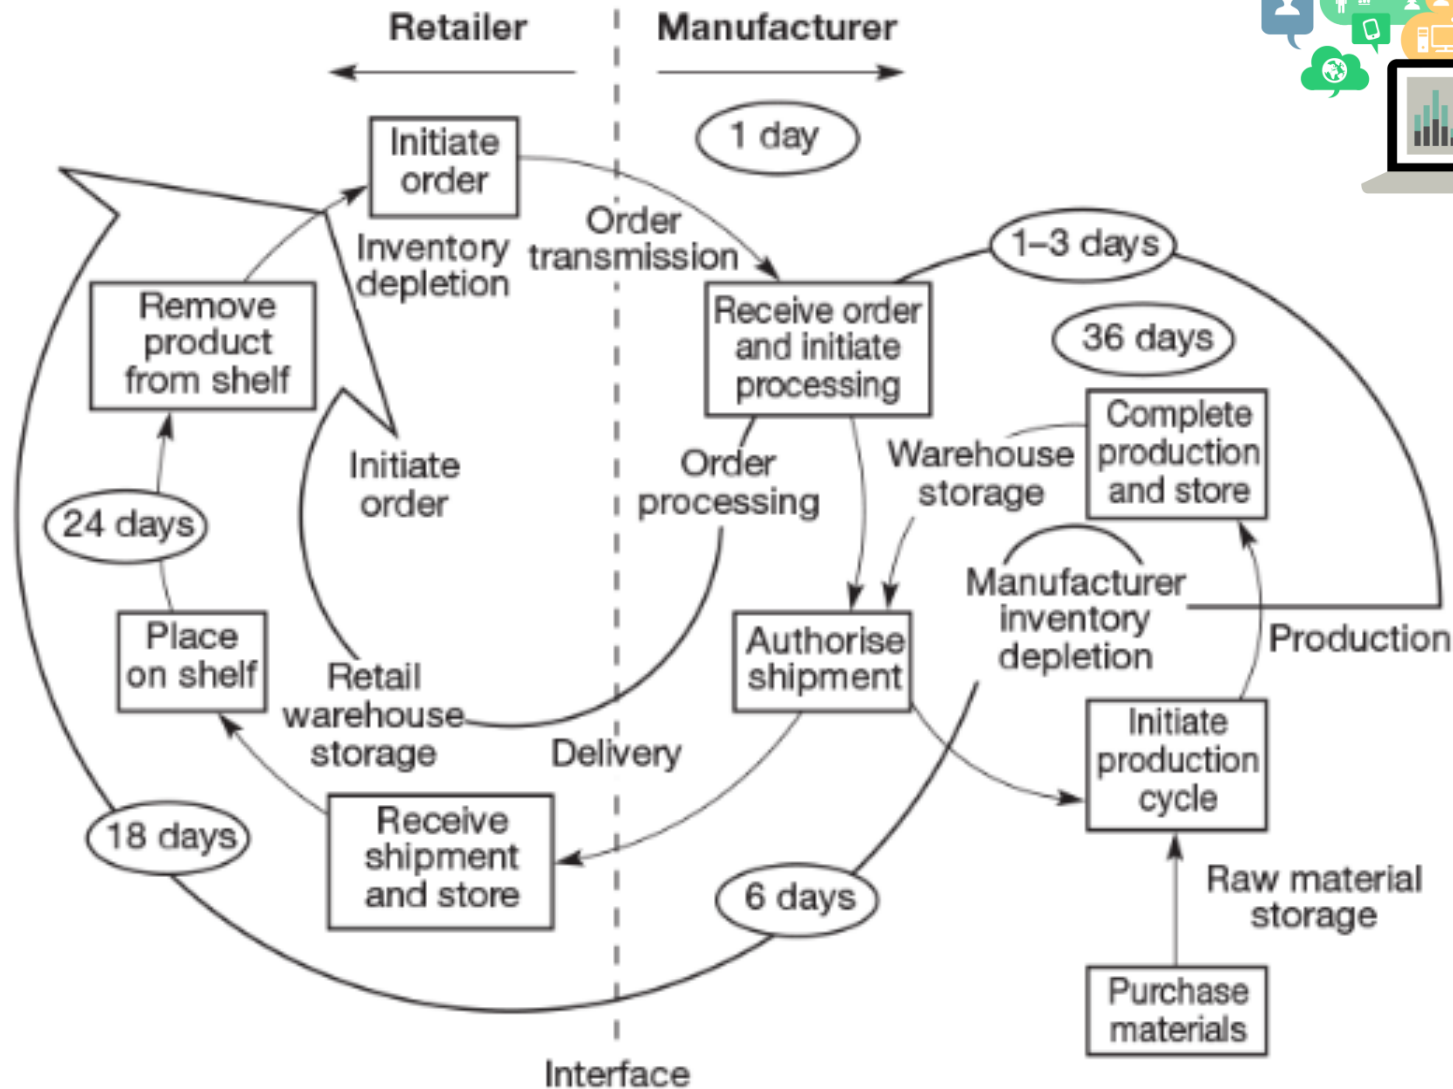 Retailer
Manufacturer
1 day
Initiate
order
Order
transmission
Inventory
depletion
1–3 days
Remove
product
from shelf
Receive order
and initiate
processing
36 days
Initiate
order
Order
processing
Warehouse
storage
Complete
production
and store
24 days
Manufacturer
inventory
depletion
Production
Place
on shelf
Authorise
shipment
Retail
warehouse
storage
Delivery
Initiate
production
cycle
18 days
Receive
shipment
and store
6 days
Raw material
storage
Purchase
materials
Interface